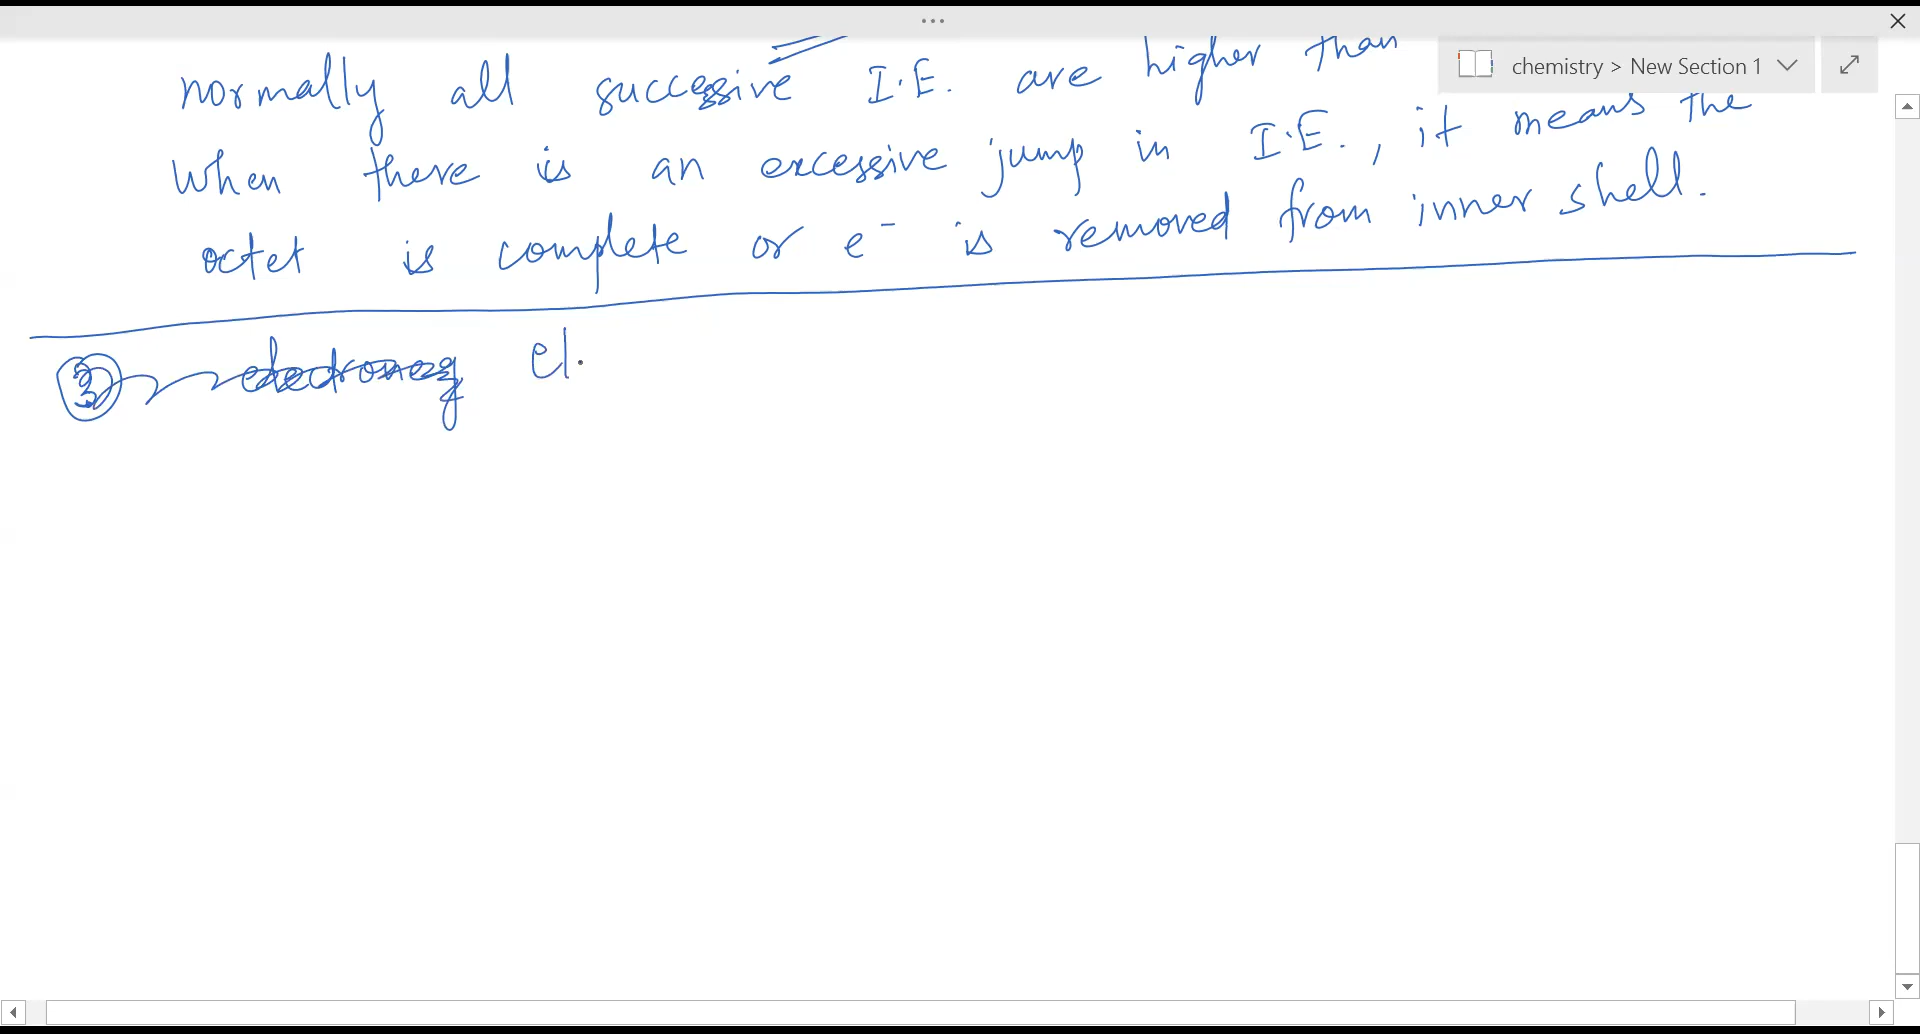 chemistry > New Section 1
normally all successive I.E. are higher than
When there is an excessive jump in I.E., it means the
octet is complete or e⁻ is removed from inner shell.
③ El